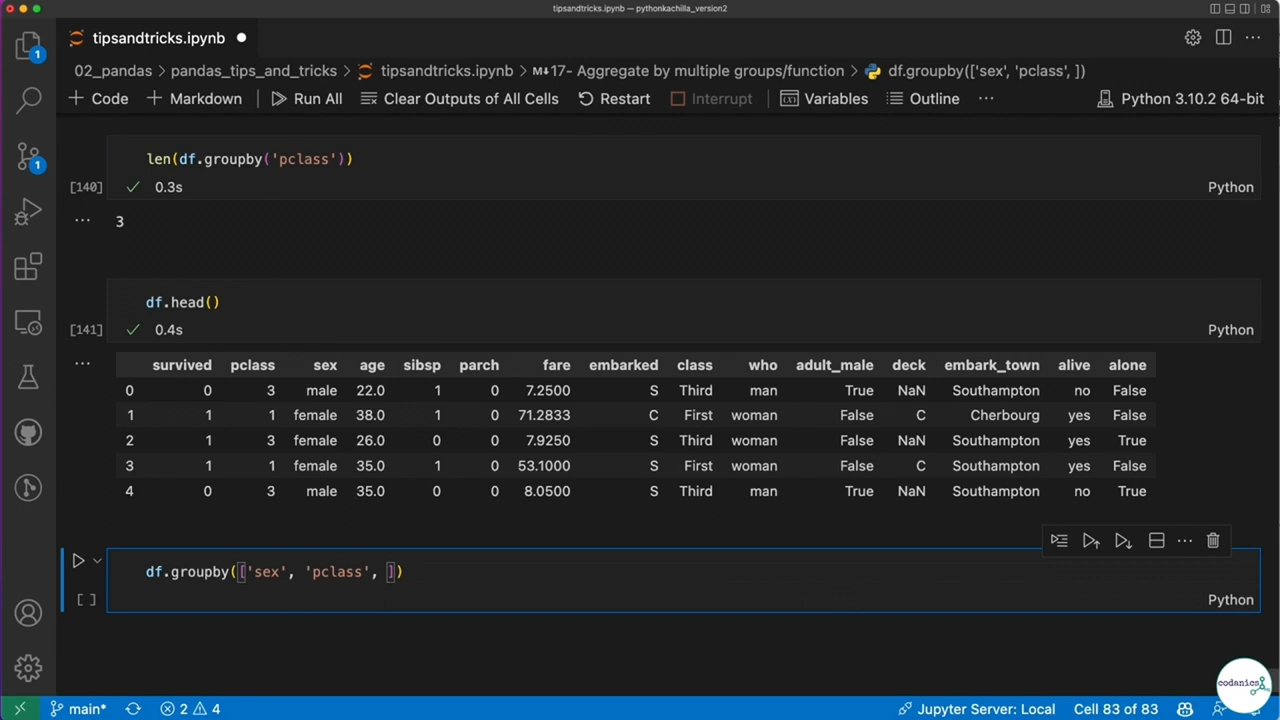 tipsandtricks.ipynb — pythonkachilla_version2
tipsandtricks.ipynb
02_pandas > pandas_tips_and_tricks > tipsandtricks.ipynb > M↓17- Aggregate by multiple groups/function > df.groupby(['sex', 'pclass', ])
+ Code + Markdown Run All Clear Outputs of All Cells Restart Interrupt Variables Outline ... Python 3.10.2 64-bit
len(df.groupby('pclass'))
[140] ✓ 0.3s Python
... 3
df.head()
[141] ✓ 0.4s Python
... survived pclass sex age sibsp parch fare embarked class who adult_male deck embark_town alive alone
0 0 3 male 22.0 1 0 7.2500 S Third man True NaN Southampton no False
1 1 1 female 38.0 1 0 71.2833 C First woman False C Cherbourg yes False
2 1 3 female 26.0 0 0 7.9250 S Third woman False NaN Southampton yes True
3 1 1 female 35.0 1 0 53.1000 S First woman False C Southampton yes False
4 0 3 male 35.0 0 0 8.0500 S Third man True NaN Southampton no True
df.groupby(['sex', 'pclass', ])
[ ] Python
codanics
main* 2 4 Jupyter Server: Local Cell 83 of 83
1
1